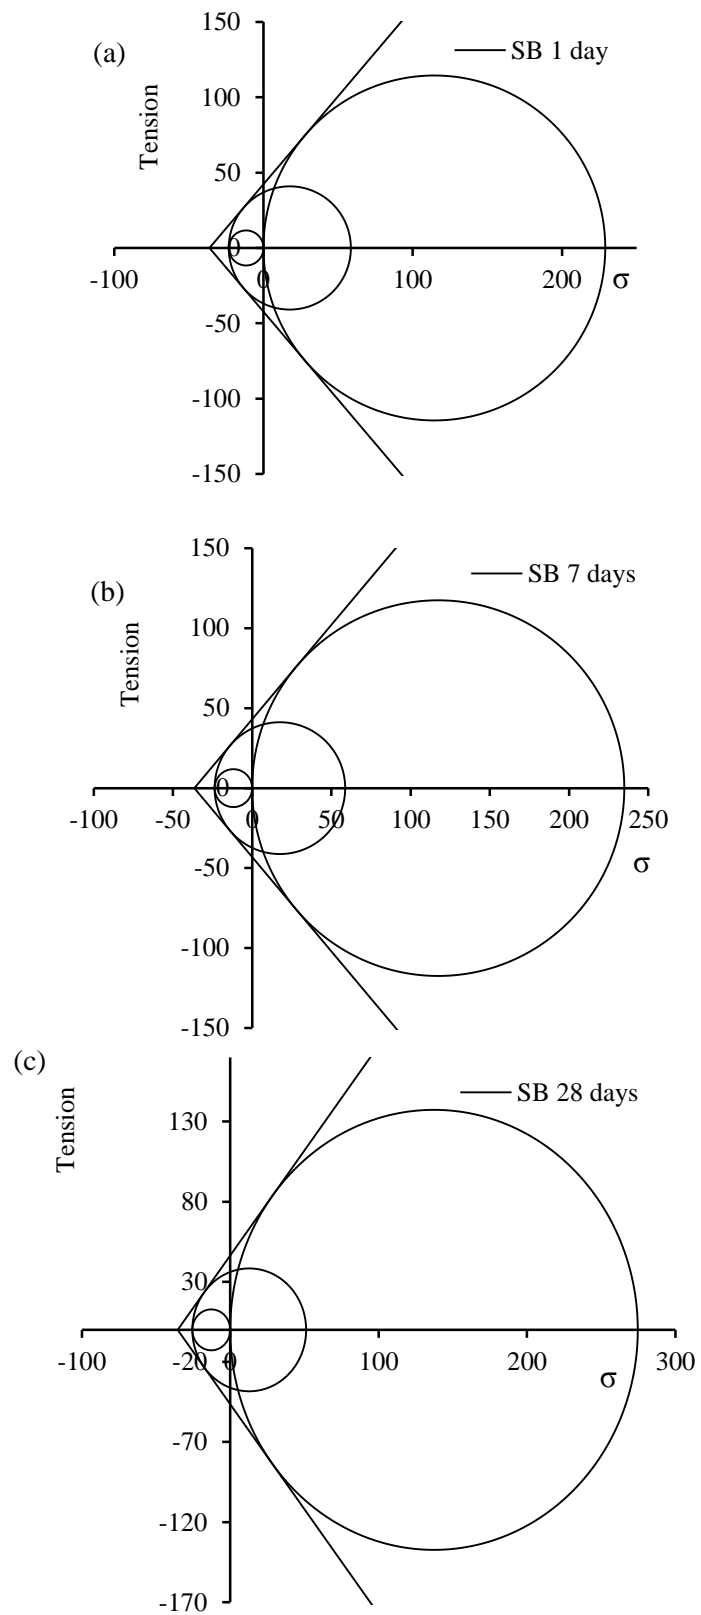 (a)
SB 1 day
Tension
150
100
50
0
-50
-100
-150
-100 0 100 200 σ
(b)
SB 7 days
Tension
150
100
50
0
-50
-100
-150
-100 -50 0 50 100 150 200 250
σ
(c)
SB 28 days
Tension
130
80
30
-20
-70
-120
-170
-100 0 100 200 300
σ